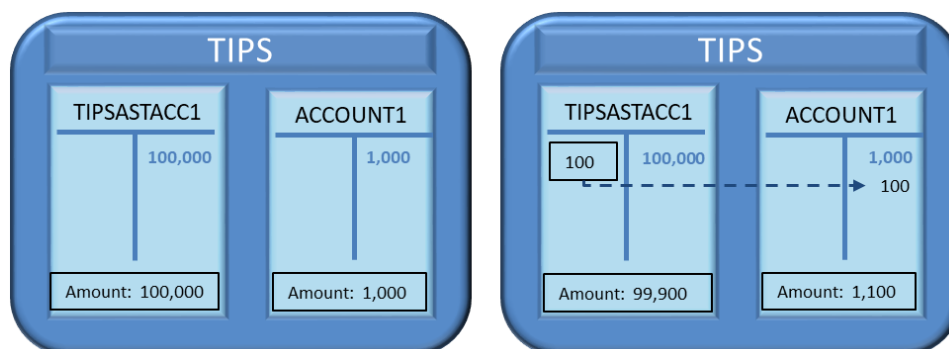 TIPS
TIPSASTACC1
100,000
Amount: 100,000
ACCOUNT1
1,000
Amount: 1,000
TIPS
TIPSASTACC1
100 100,000
Amount: 99,900
ACCOUNT1
1,000
100
Amount: 1,100